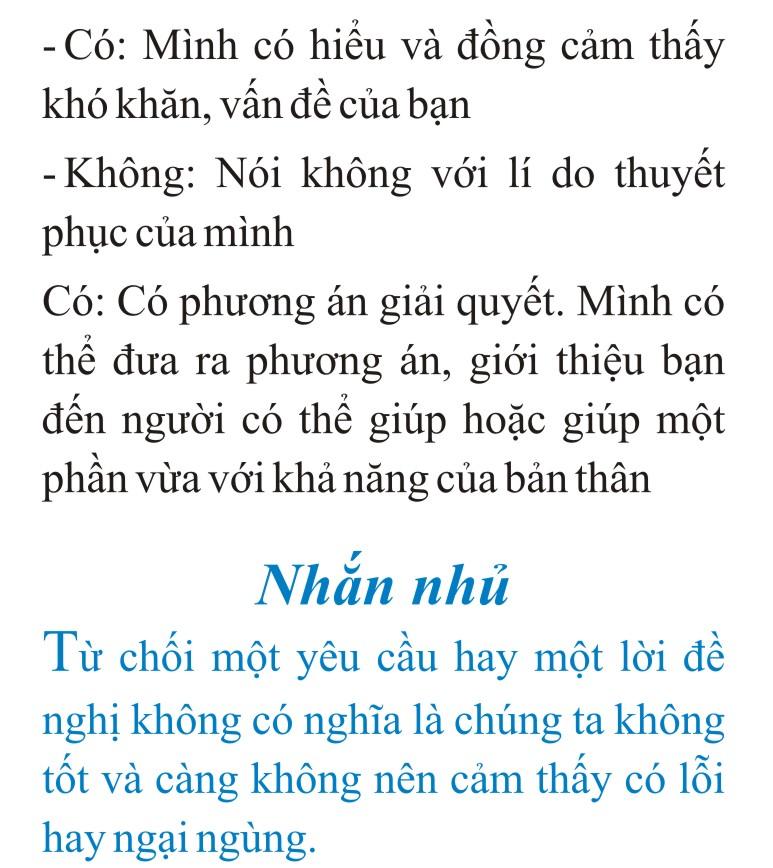 - Có: Mình có hiểu và đồng cảm thấy
khó khăn, vấn đề của bạn
- Không: Nói không với lí do thuyết
phục của mình
Có: Có phương án giải quyết. Mình có
thể đưa ra phương án, giới thiệu bạn
đến người có thể giúp hoặc giúp một
phần vừa với khả năng của bản thân
Nhắn nhủ
Từ chối một yêu cầu hay một lời đề
nghị không có nghĩa là chúng ta không
tốt và càng không nên cảm thấy có lỗi
hay ngại ngùng.